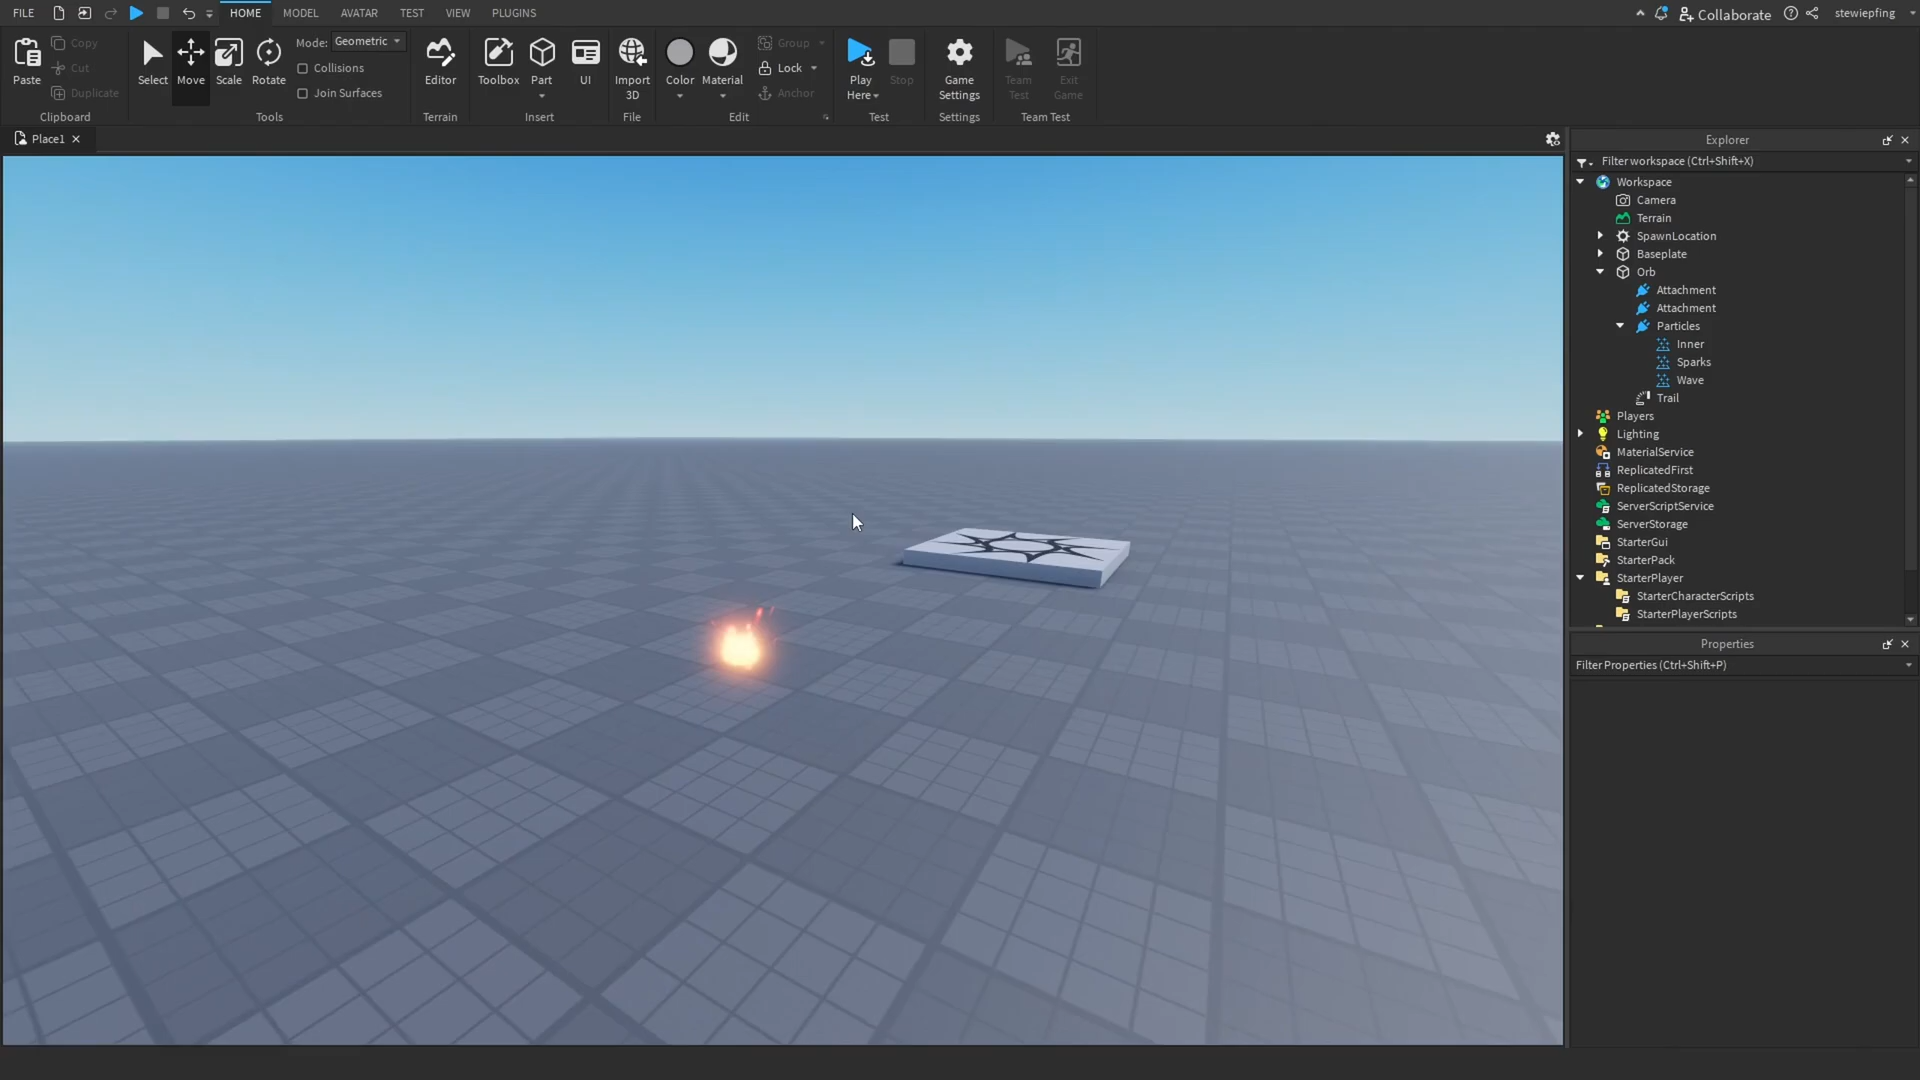 FILE HOME MODEL AVATAR TEST VIEW PLUGINS Collaborate stewiepfing
Paste
Copy
Cut
Duplicate
Clipboard
Select Move Scale Rotate
Mode: Geometric
Collisions
Join Surfaces
Tools
Editor
Terrain
Toolbox Part UI
Insert
Import
3D
File
Color Material
Group
Lock
Anchor
Edit
Play
Here
Stop
Test
Game
Settings
Settings
Team
Test
Exit
Game
Team Test
Place1
Explorer
Filter workspace (Ctrl+Shift+X)
Workspace
Camera
Terrain
SpawnLocation
Baseplate
Orb
Attachment
Attachment
Particles
Inner
Sparks
Wave
Trail
Players
Lighting
MaterialService
ReplicatedFirst
ReplicatedStorage
ServerScriptService
ServerStorage
StarterGui
StarterPack
StarterPlayer
StarterCharacterScripts
StarterPlayerScripts
Properties
Filter Properties (Ctrl+Shift+P)